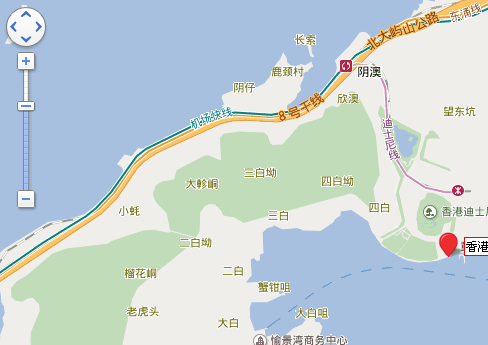 长索
北大屿山公路
东涌线
鹿颈村
阴澳
阴仔
欣澳
8号干线
机场快线
望东坑
迪士尼线
三白坳
大軫峒
四白坳
小蚝
三白
四白
香港迪士尼
二白坳
香港
榴花峒
二白
蟹钳咀
老虎头
大白
大白咀
愉景湾商务中心